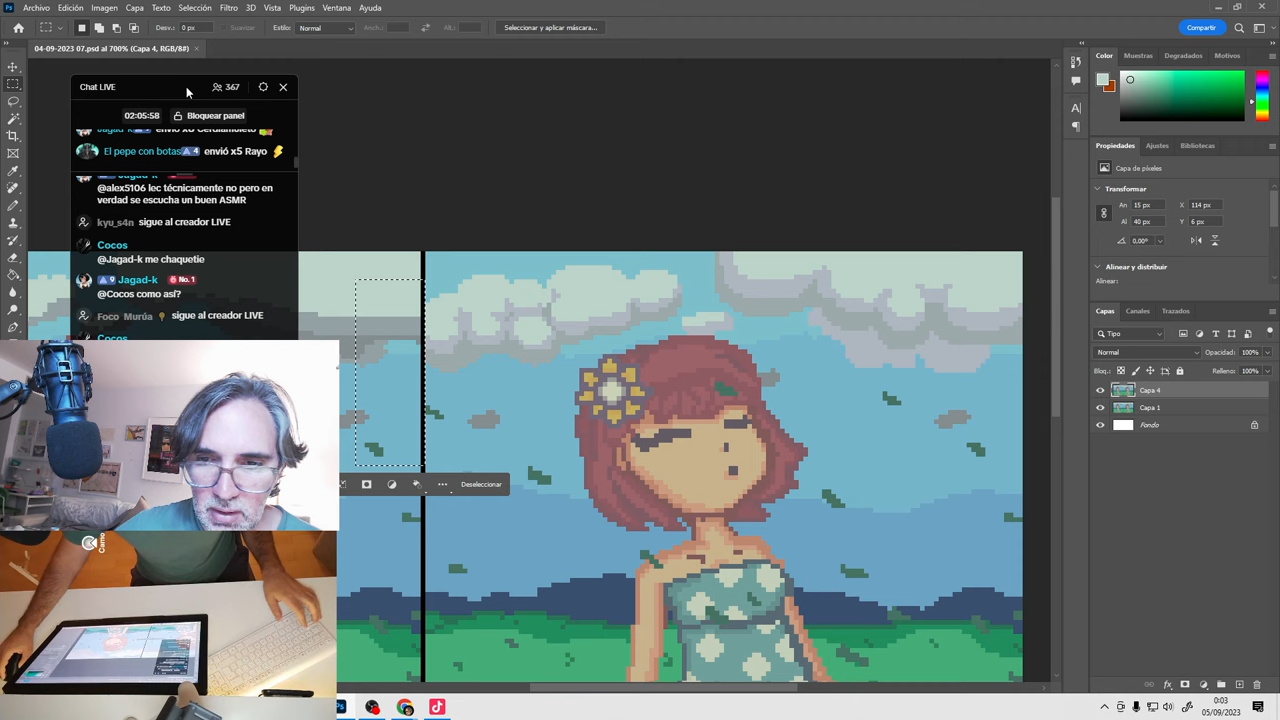 Archivo Edición Imagen Capa Texto Selección Filtro 3D Vista Plugins Ventana Ayuda
Desv.: 0 px Suavizar Estilo: Normal Anch.: Alt.: Seleccionar y aplicar máscara... Compartir
04-09-2023 07.psd al 700% (Capa 4, RGB/8#)
Chat LIVE 367
02:05:58 Bloquear panel
El pepe con botas 4 envió x5 Rayo
@alex5106 lec técnicamente no pero en
verdad se escucha un buen ASMR
kyu_s4n sigue al creador LIVE
Cocos
@Jagad-k me chaquetie
9 Jagad-k No. 1
@Cocos como así?
Foco Murúa sigue al creador LIVE
Cocos
Deseleccionar
Camo
Color Muestras Degradados Motivos
Propiedades Ajustes Bibliotecas
Capa de píxeles
Transformar
An 15 px X 114 px
Al 40 px Y 6 px
0,00°
Alinear y distribuir
Alinear:
Capas Canales Trazados
Tipo
Normal Opacidad: 100%
Bloq.: Relleno: 100%
Capa 4
Capa 1
Fondo
fx
0:03
05/09/2023